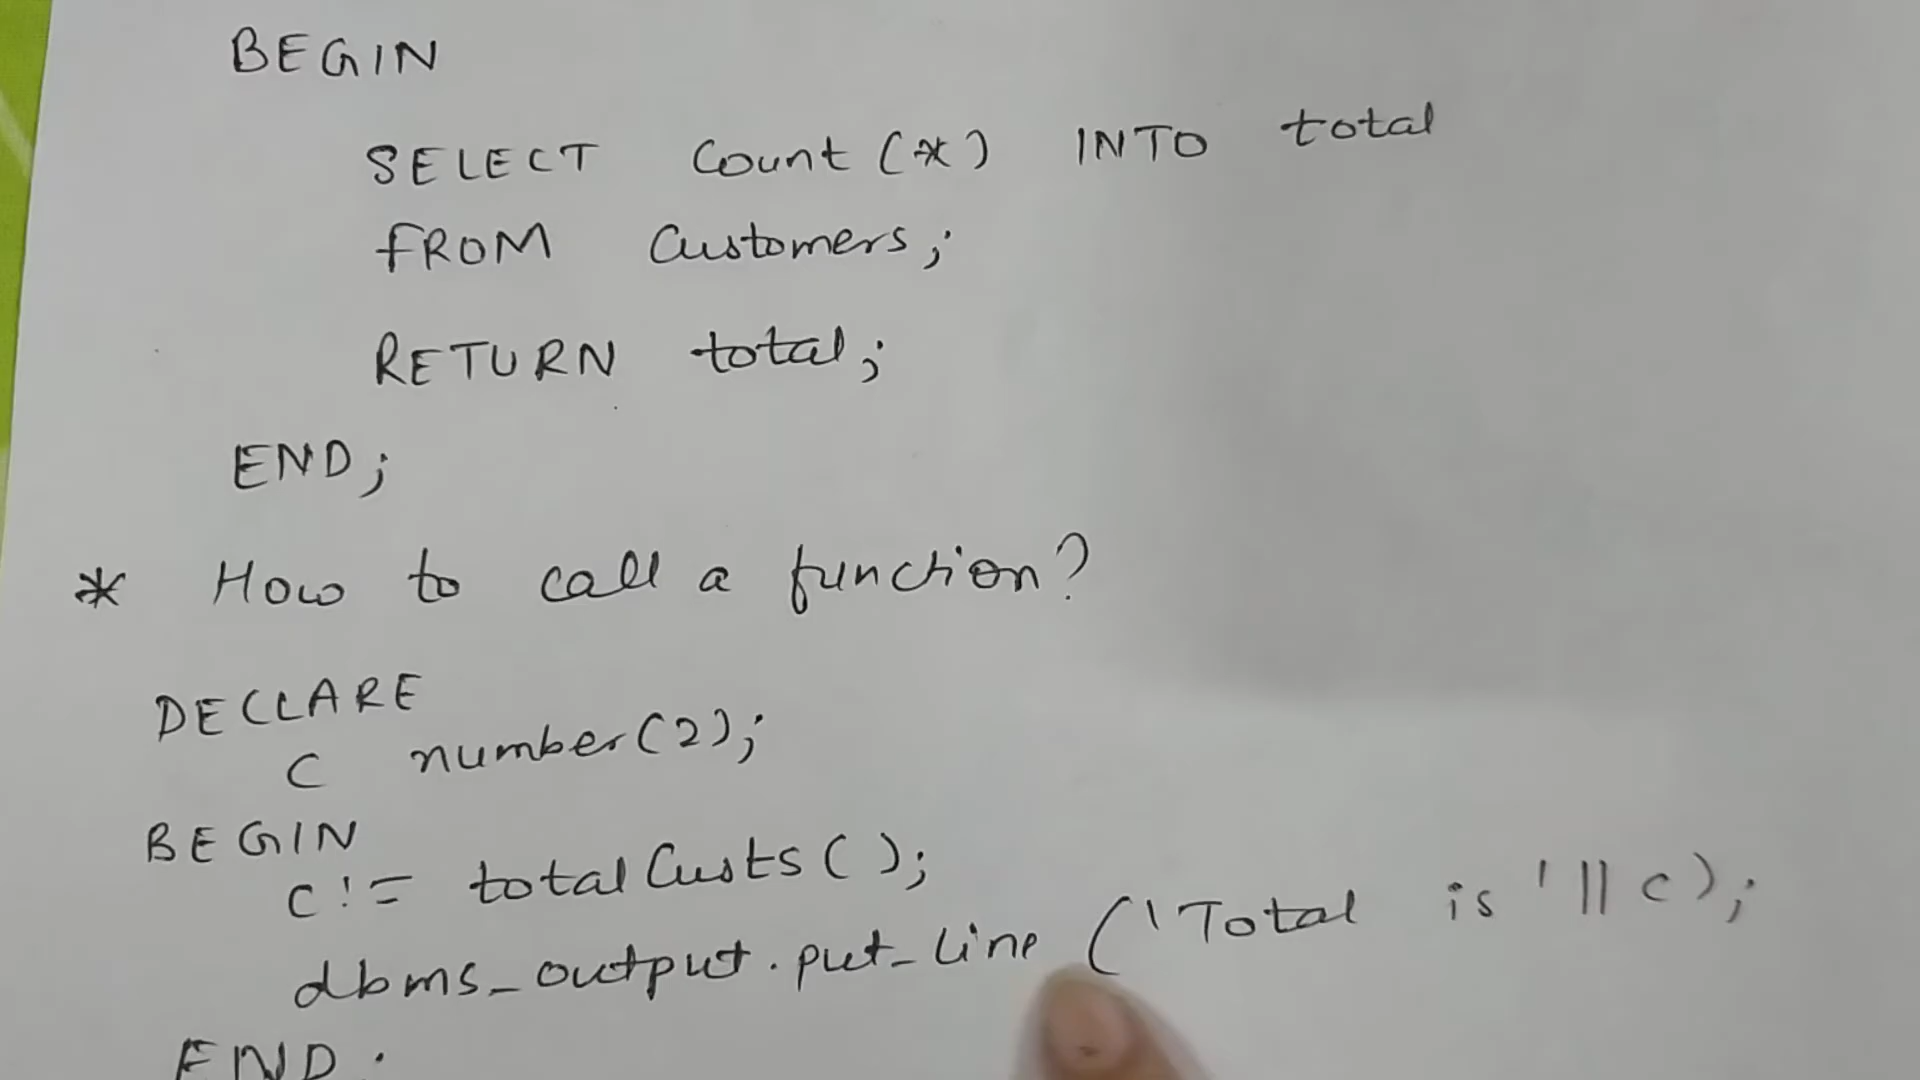 BEGIN
SELECT Count (*) INTO total
FROM Customers;
RETURN total;
END;
* How to call a function?
DECLARE
C number(2);
BEGIN
C := totalCusts();
dbms_output.put_line ('Total is '||c);
END;